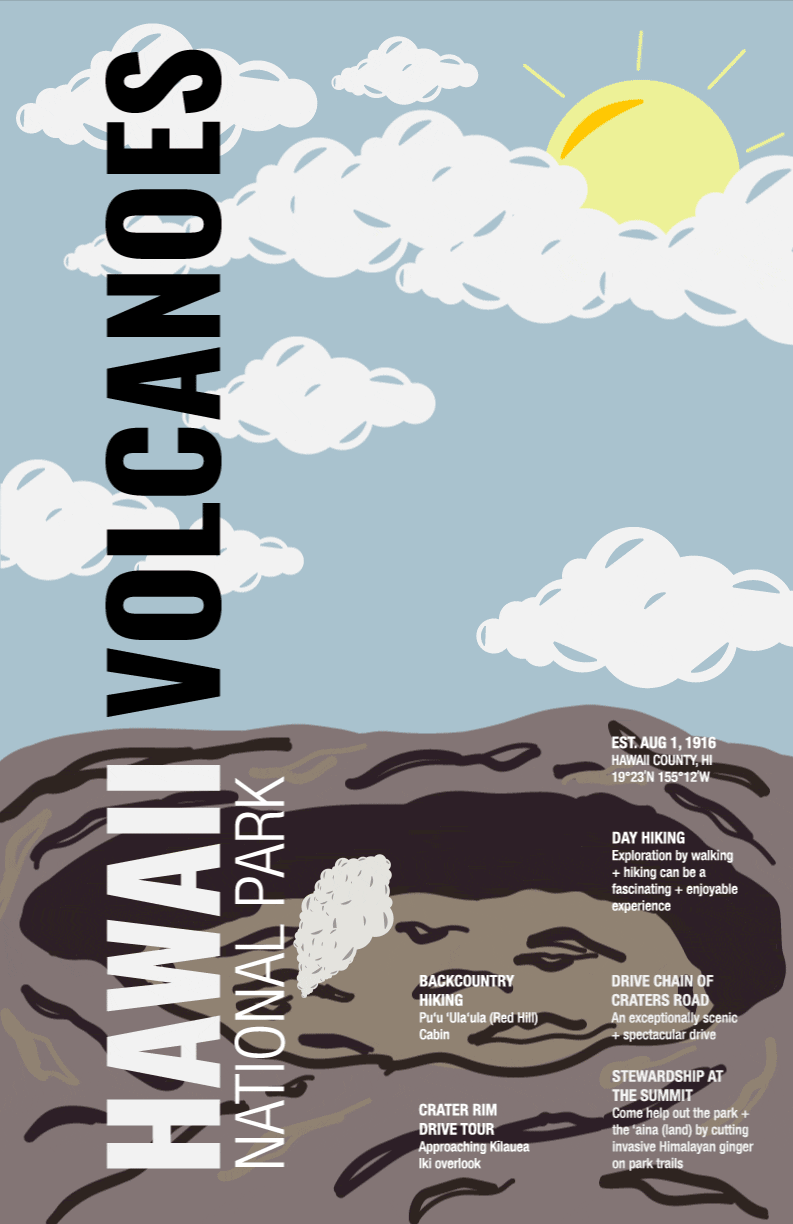 HAWAII VOLCANOES
NATIONAL PARK
EST. AUG 1, 1916
HAWAII COUNTY, HI
19°23'N 155°12'W
DAY HIKING
Exploration by walking
+ hiking can be a
fascinating + enjoyable
experience
BACKCOUNTRY
HIKING
Pu'u ‘Ula‘ula (Red Hill)
Cabin
DRIVE CHAIN OF
CRATERS ROAD
An exceptionally scenic
+ spectacular drive
CRATER RIM
DRIVE TOUR
Approaching Kilauea
Iki overlook
STEWARDSHIP AT
THE SUMMIT
Come help out the park +
the ‘aina (land) by cutting
invasive Himalayan ginger
on park trails